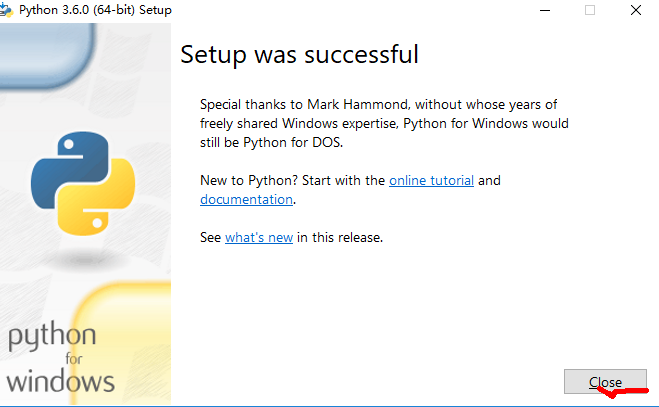 Python 3.6.0 (64-bit) Setup
Setup was successful
Special thanks to Mark Hammond, without whose years of
freely shared Windows expertise, Python for Windows would
still be Python for DOS.
New to Python? Start with the online tutorial and
documentation.
See what's new in this release.
python
for
windows
Close